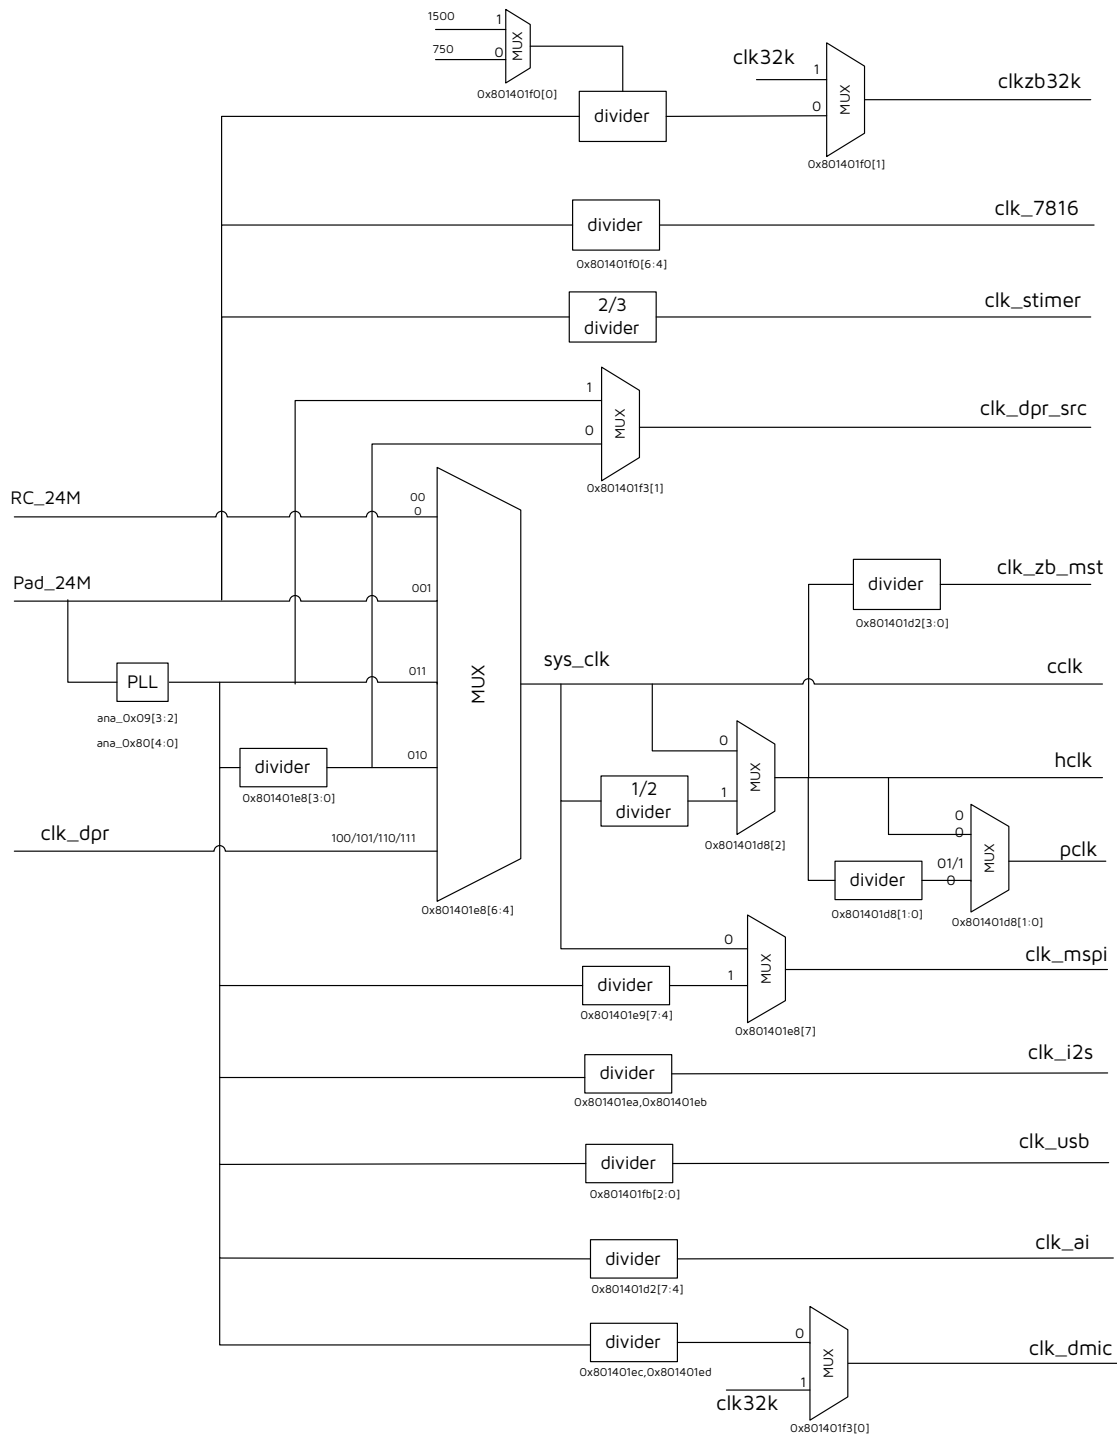 1500
1
750
0
MUX
0x801401f0[0]
clk32k
1
0
MUX
0x801401f0[1]
clkzb32k
divider
clk_7816
divider
0x801401f0[6:4]
clk_stimer
2/3
divider
1
0
MUX
0x801401f3[1]
clk_dpr_src
RC_24M
00
0
Pad_24M
001
clk_zb_mst
divider
0x801401d2[3:0]
sys_clk
cclk
PLL
011
MUX
ana_0x09[3:2]
ana_0x80[4:0]
0
divider
010
0x801401e8[3:0]
1/2
divider
1
MUX
0x801401d8[2]
hclk
clk_dpr
100/101/110/111
0x801401e8[6:4]
0
0
01/1
0
MUX
pclk
divider
0x801401d8[1:0]
0x801401d8[1:0]
0
1
MUX
clk_mspi
divider
0x801401e9[7:4]
0x801401e8[7]
clk_i2s
divider
0x801401ea,0x801401eb
clk_usb
divider
0x801401fb[2:0]
clk_ai
divider
0x801401d2[7:4]
divider
0x801401ec,0x801401ed
0
MUX
clk_dmic
1
clk32k
0x801401f3[0]